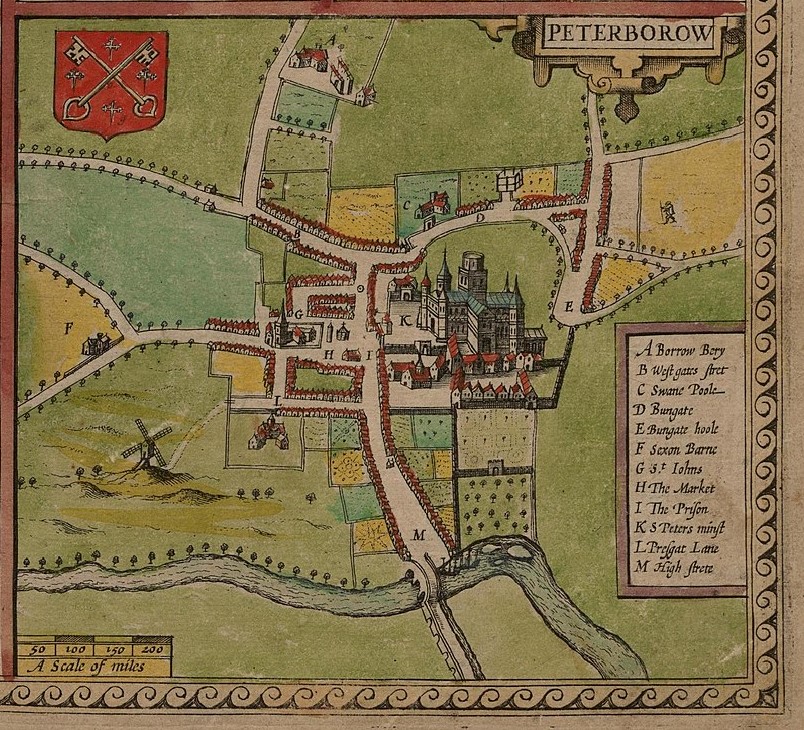 PETERBOROW
A
B
C
D
E
F
G
H
I
K
L
M
A Borrow Bery
B Westgates stret
C Swane Poole
D Bungate
E Bungate hoole
F Sexon Barne
G S.t Iohns
H The Market
I The Prison
K S Peters minst
L Presgat Lane
M High strete
50 100 150 200
A Scale of miles